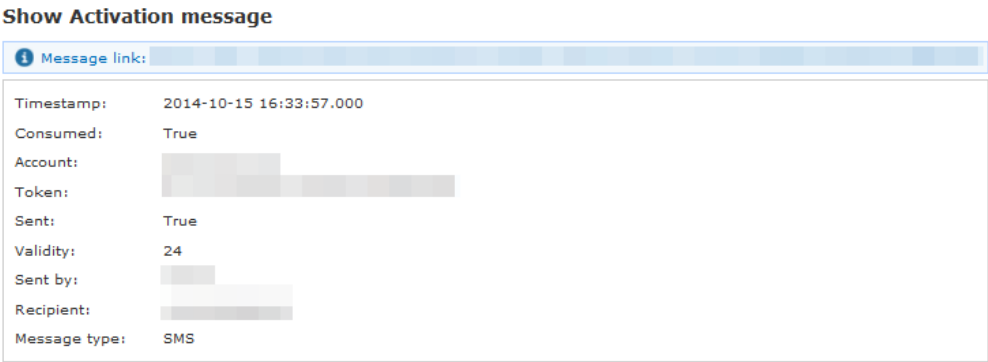 Show Activation message
Message link:
Timestamp: 2014-10-15 16:33:57.000
Consumed: True
Account:
Token:
Sent: True
Validity: 24
Sent by:
Recipient:
Message type: SMS